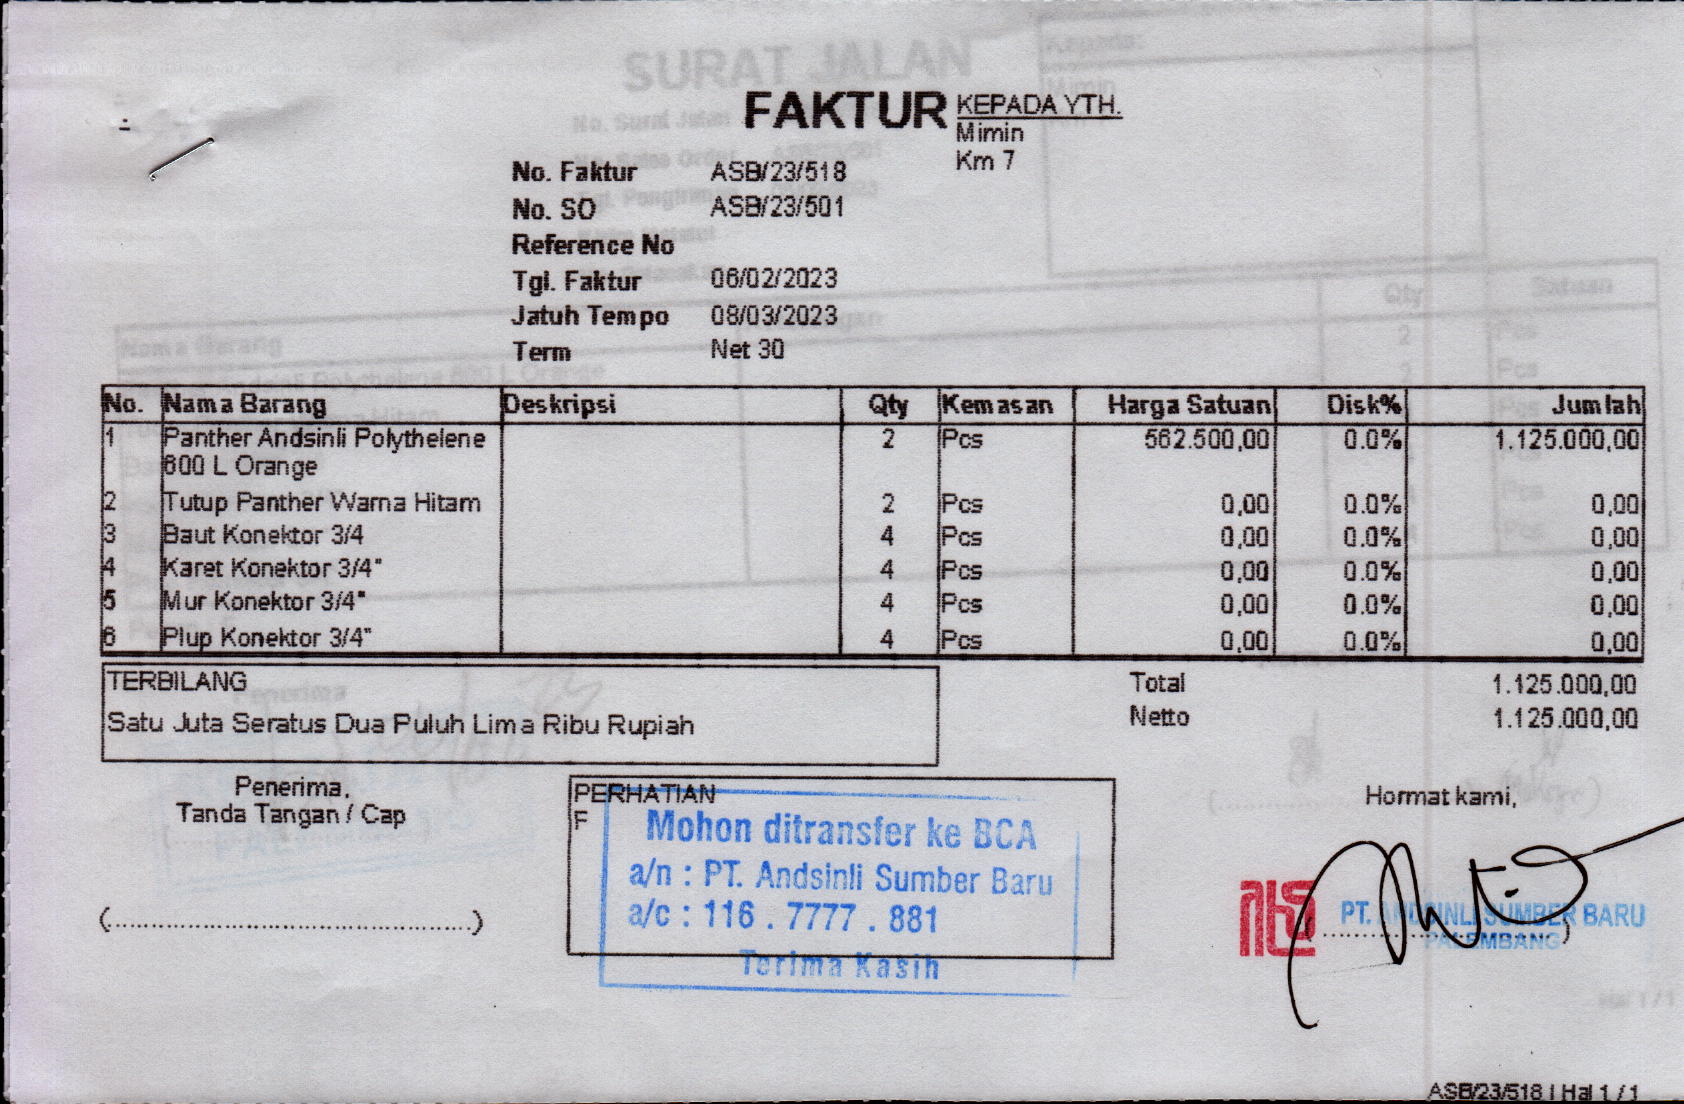 SURAT JALAN
Kepada:
Mimin
FAKTUR
KEPADA YTH.
Mimin
Km 7
No. Faktur ASB/23/518
No. SO ASB/23/501
Reference No
Tgl. Faktur 06/02/2023
Jatuh Tempo 08/03/2023
Term Net 30
No. Nama Barang Deskripsi Qty Kemasan Harga Satuan Disk% Jumlah
1 Panther Andsinli Polythelene 2 Pcs 562.500,00 0.0% 1.125.000,00
600 L Orange
2 Tutup Panther Warna Hitam 2 Pcs 0,00 0.0% 0,00
3 Baut Konektor 3/4 4 Pcs 0,00 0.0% 0,00
4 Karet Konektor 3/4" 4 Pcs 0,00 0.0% 0,00
5 Mur Konektor 3/4" 4 Pcs 0,00 0.0% 0,00
6 Plup Konektor 3/4" 4 Pcs 0,00 0.0% 0,00
TERBILANG
Satu Juta Seratus Dua Puluh Lima Ribu Rupiah
Total 1.125.000,00
Netto 1.125.000,00
Penerima,
Tanda Tangan / Cap
(................................................)
PERHATIAN
F
Mohon ditransfer ke BCA
a/n : PT. Andsinli Sumber Baru
a/c : 116 . 7777 . 881
Terima Kasih
Hormat kami,
PT. ANDSINLI SUMBER BARU
PALEMBANG
ASB/23/518 | Hal 1 / 1